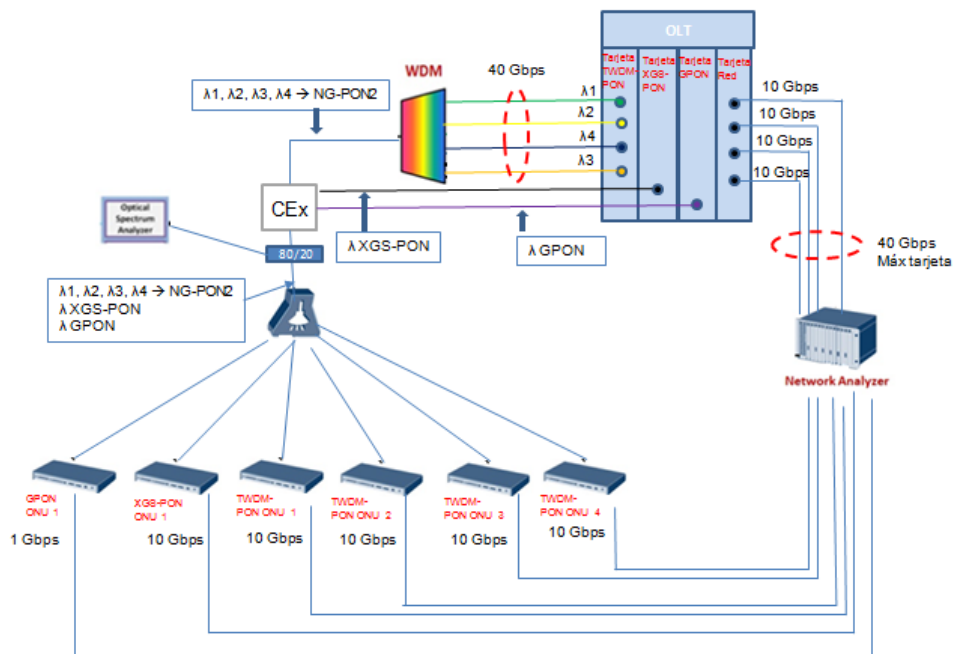 OLT
Tarjeta
TWDM-
PON
Tarjeta
XGS-
PON
Tarjeta
GPON
Tarjeta
Red
WDM
40 Gbps
λ1
λ2
λ4
λ3
10 Gbps
10 Gbps
10 Gbps
10 Gbps
λ1, λ2, λ3, λ4 → NG-PON2
CEx
Optical
Spectrum
Analyzer
80/20
λ XGS-PON
λ GPON
40 Gbps
Máx tarjeta
λ1, λ2, λ3, λ4 → NG-PON2
λ XGS-PON
λ GPON
Network Analyzer
GPON
ONU 1
1 Gbps
XGS-PON
ONU 1
10 Gbps
TWDM-
PON ONU 1
10 Gbps
TWDM-
PON ONU 2
10 Gbps
TWDM-
PON ONU 3
10 Gbps
TWDM-
PON ONU 4
10 Gbps